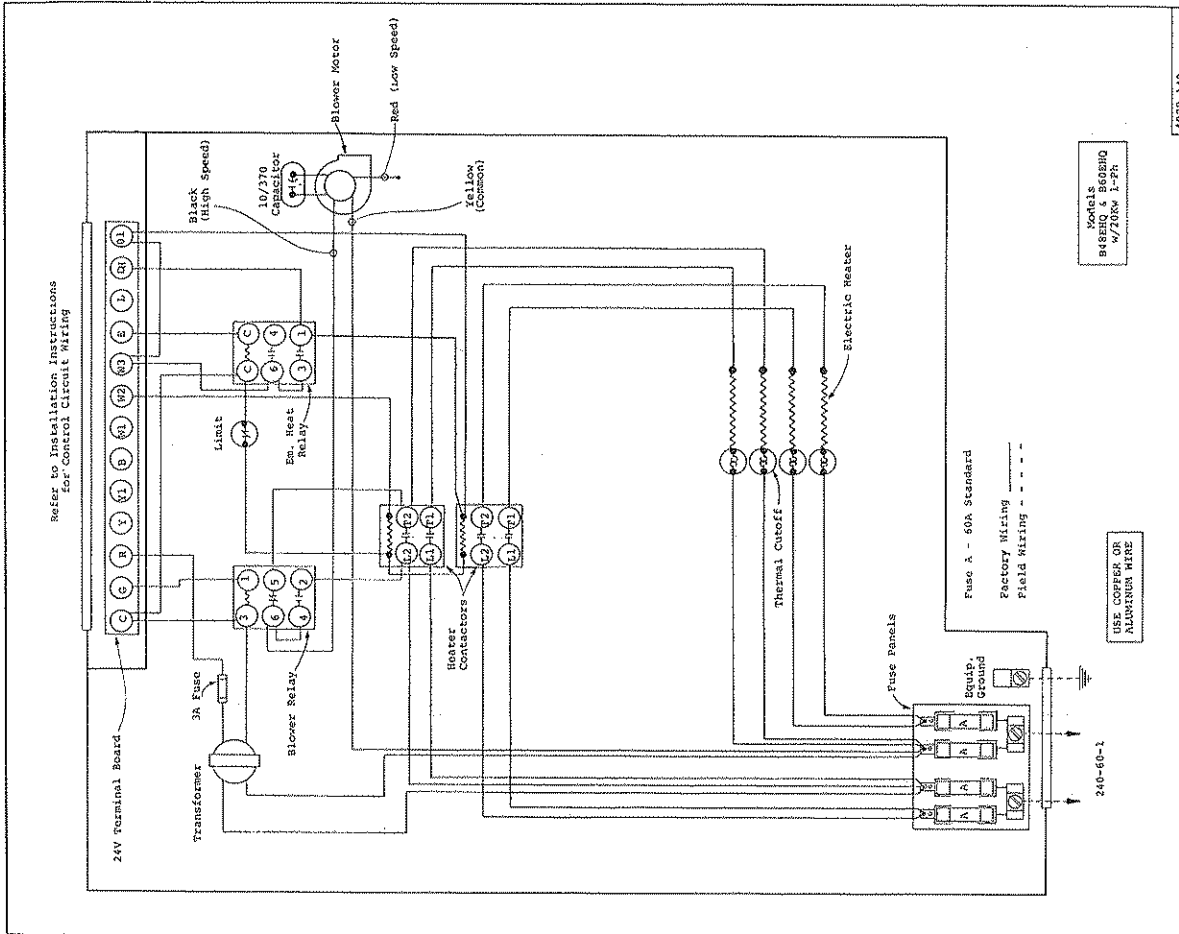 Refer to Installation Instructions
for Control Circuit Wiring
24V Terminal Board
C
G
R
Y
Y1
B
W1
W2
W3
E
L
Transformer
3A Fuse
Blower Relay
3
1
6
5
4
2
Limit
Em. Heat
Relay
C
C
6
4
3
1
Black
(High Speed)
10/370
Capacitor
Blower Motor
Red (Low Speed)
Yellow
(Common)
Heater
Contactors
L2
T2
L1
T1
L2
T2
L1
T1
Electric Heater
Thermal Cutoff
Fuse Panels
A
A
A
A
Equip.
Ground
240-60-1
Fuse A - 60A Standard
Factory Wiring
Field Wiring
USE COPPER OR
ALUMINUM WIRE
Models
B48EHQ & B60EHQ
W/20KW 1-Ph